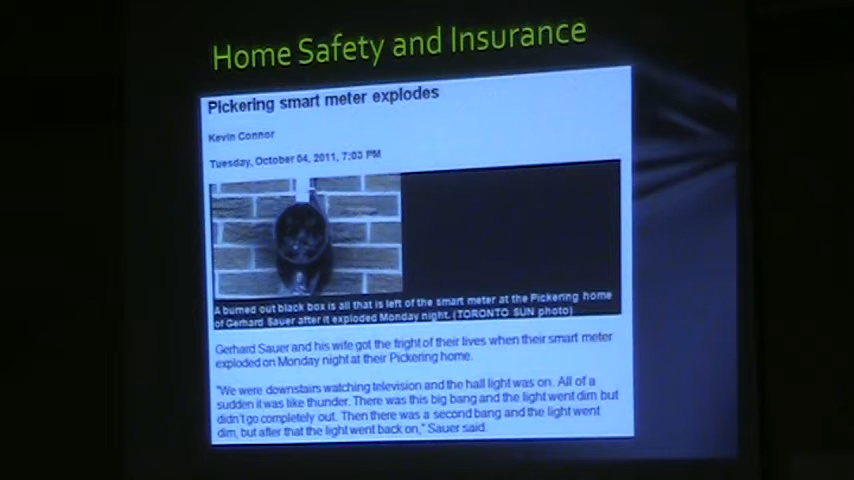 Home Safety and Insurance
Pickering smart meter explodes
Kevin Connor
Tuesday, October 04, 2011, 7:03 PM
A burned out black box is all that is left of the smart meter at the Pickering home
of Gerhard Sauer after it exploded Monday night. (TORONTO SUN photo)
Gerhard Sauer and his wife got the fright of their lives when their smart meter
exploded on Monday night at their Pickering home.
"We were downstairs watching television and the hall light was on. All of a
sudden it was like thunder. There was this big bang and the light went dim but
didn't go completely out. Then there was a second bang and the light went
dim, but after that the light went back on," Sauer said.